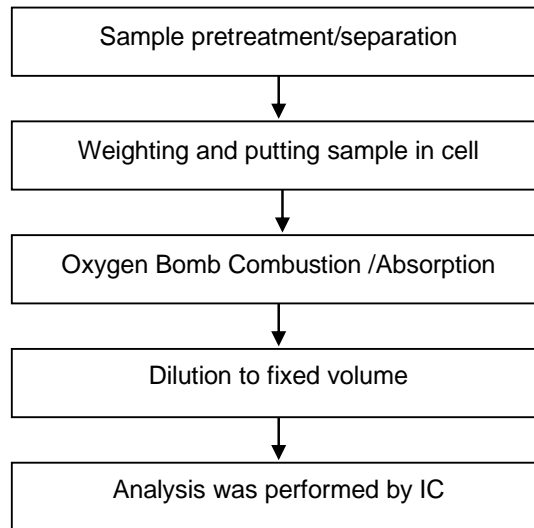 Sample pretreatment/separation
Weighting and putting sample in cell
Oxygen Bomb Combustion /Absorption
Dilution to fixed volume
Analysis was performed by IC